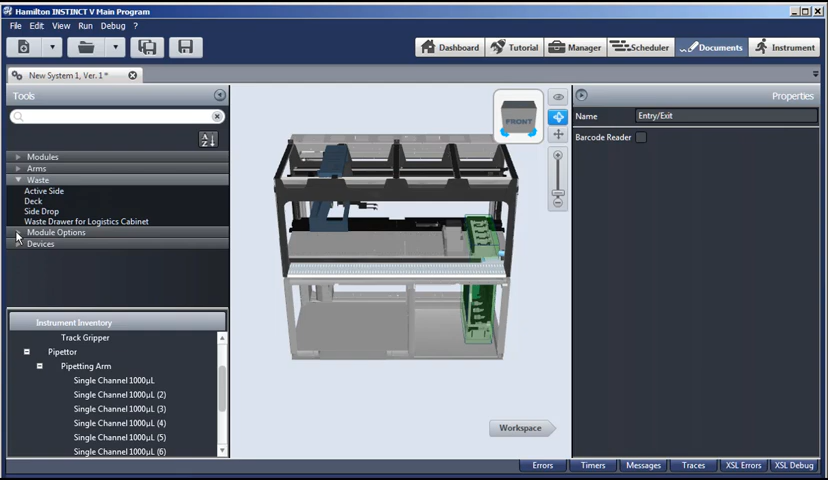 Hamilton INSTINCT V Main Program
File Edit View Run Debug ?
Dashboard Tutorial Manager Scheduler Documents Instrument
New System 1, Ver. 1 *
Tools
Properties
Name Entry/Exit
Barcode Reader
FRONT
A
Z
Modules
Arms
Waste
Active Side
Deck
Side Drop
Waste Drawer for Logistics Cabinet
Module Options
Devices
Instrument Inventory
Track Gripper
Pipettor
Pipetting Arm
Single Channel 1000µL
Single Channel 1000µL (2)
Single Channel 1000µL (3)
Single Channel 1000µL (4)
Single Channel 1000µL (5)
Single Channel 1000µL (6)
Workspace
Errors Timers Messages Traces XSL Errors XSL Debug